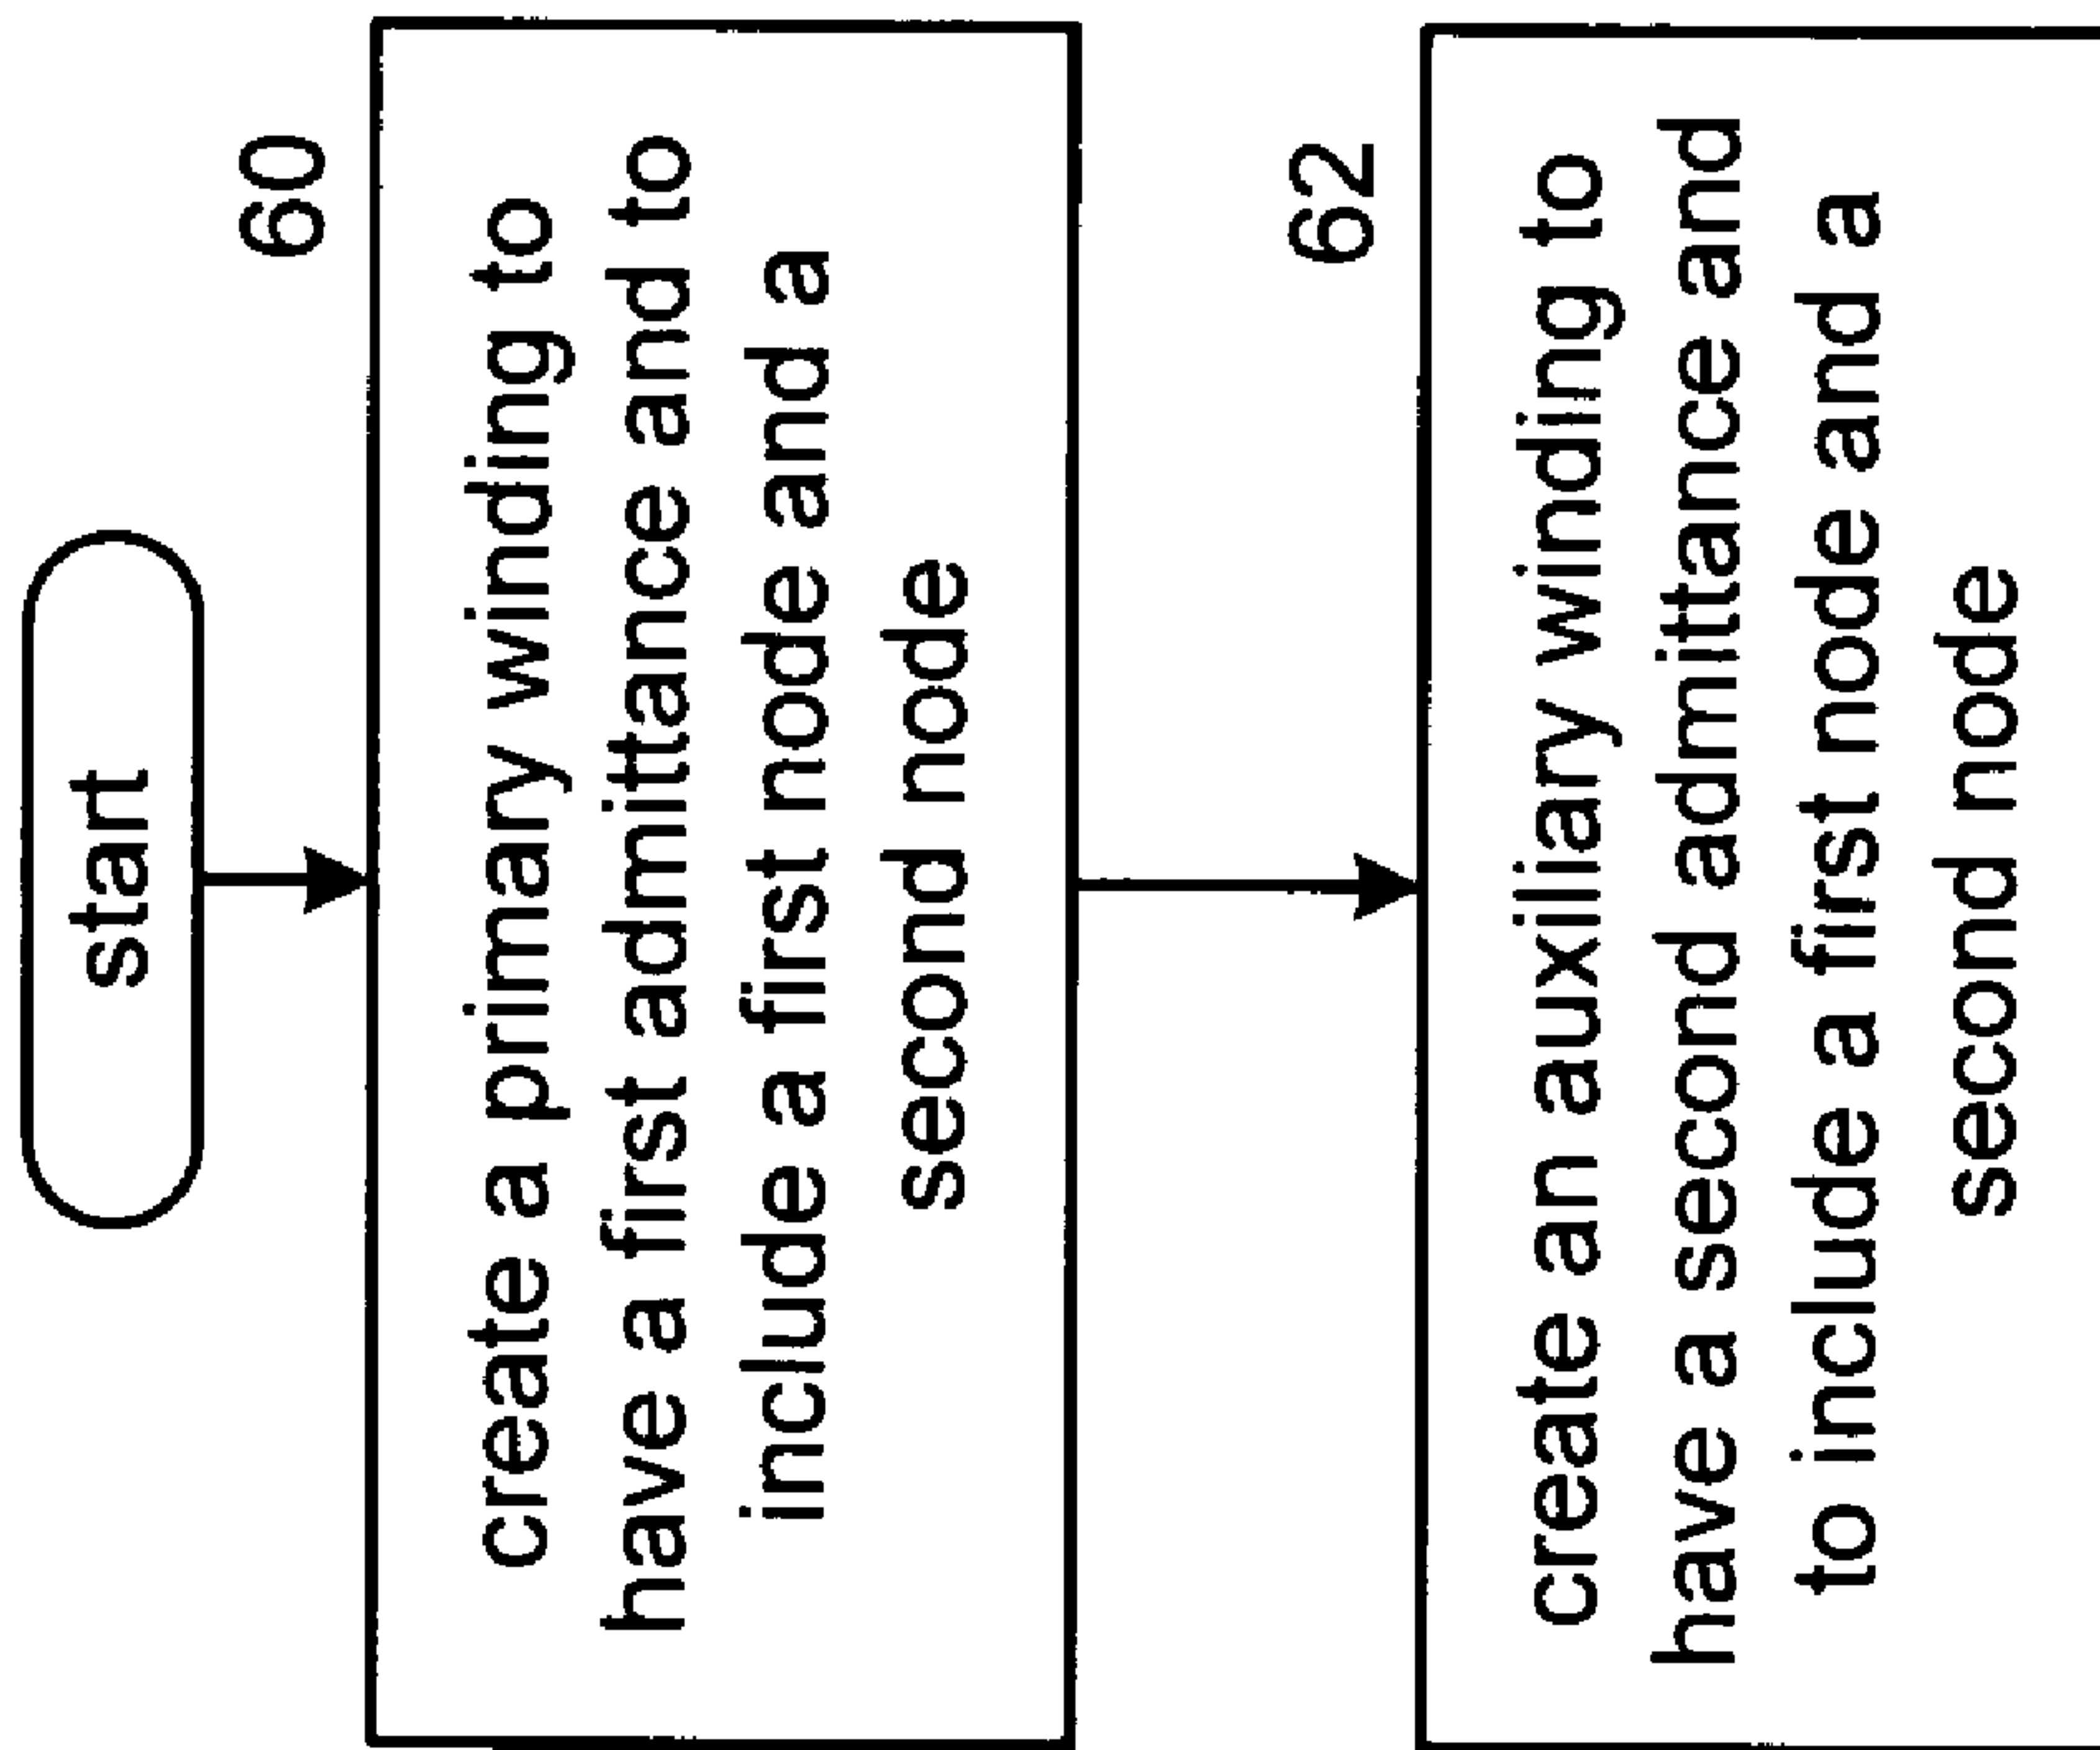 start
60
create a primary winding to
have a first admittance and to
include a first node and a
second node
62
create an auxiliary winding to
have a second admittance and
to include a first node and a
second node